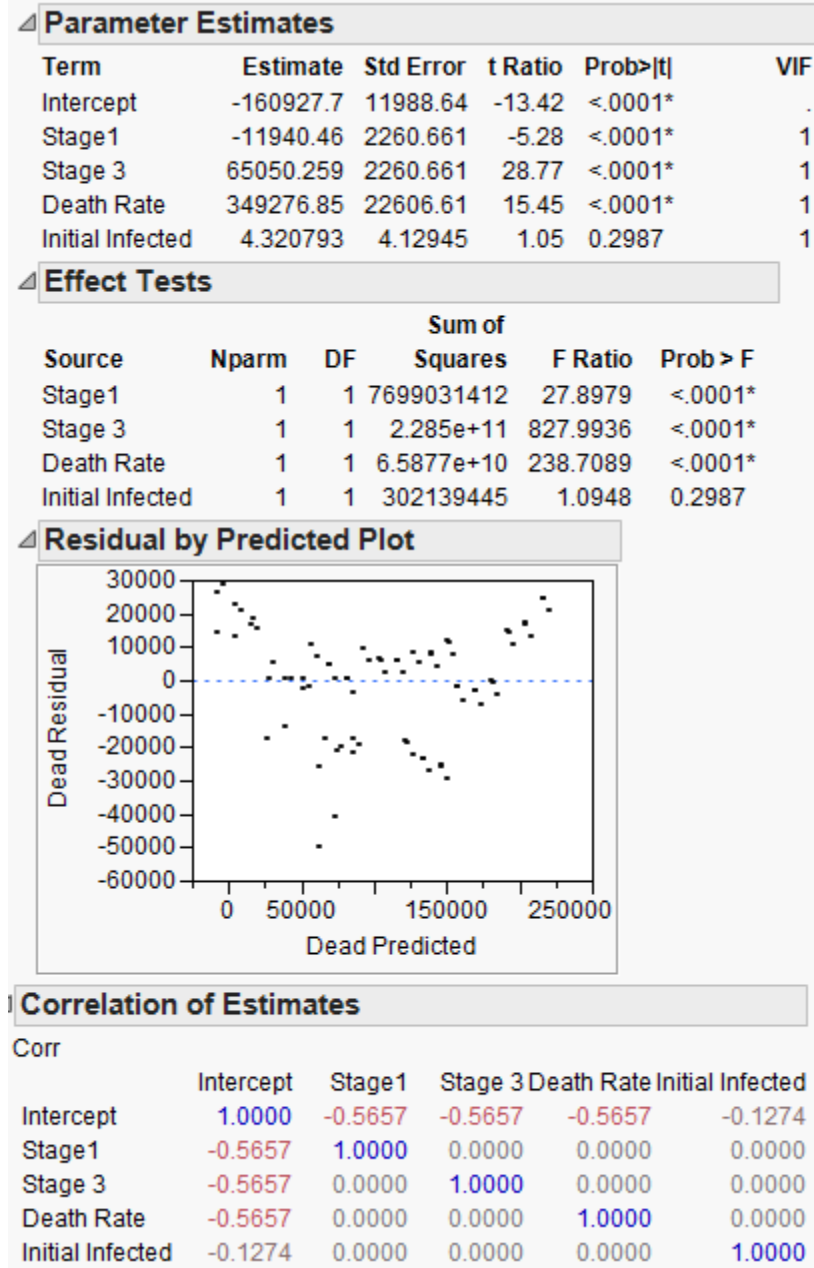 Parameter Estimates
Term Estimate Std Error t Ratio Prob>|t| VIF
Intercept -160927.7 11988.64 -13.42 <.0001* .
Stage1 -11940.46 2260.661 -5.28 <.0001* 1
Stage 3 65050.259 2260.661 28.77 <.0001* 1
Death Rate 349276.85 22606.61 15.45 <.0001* 1
Initial Infected 4.320793 4.12945 1.05 0.2987 1
Effect Tests
Sum of
Source Nparm DF Squares F Ratio Prob > F
Stage1 1 1 7699031412 27.8979 <.0001*
Stage 3 1 1 2.285e+11 827.9936 <.0001*
Death Rate 1 1 6.5877e+10 238.7089 <.0001*
Initial Infected 1 1 302139445 1.0948 0.2987
Residual by Predicted Plot
30000
20000
10000
0
-10000
-20000
-30000
-40000
-50000
-60000
Dead Residual
0 50000 150000 250000
Dead Predicted
Correlation of Estimates
Corr
Intercept Stage1 Stage 3 Death Rate Initial Infected
Intercept 1.0000 -0.5657 -0.5657 -0.5657 -0.1274
Stage1 -0.5657 1.0000 0.0000 0.0000 0.0000
Stage 3 -0.5657 0.0000 1.0000 0.0000 0.0000
Death Rate -0.5657 0.0000 0.0000 1.0000 0.0000
Initial Infected -0.1274 0.0000 0.0000 0.0000 1.0000